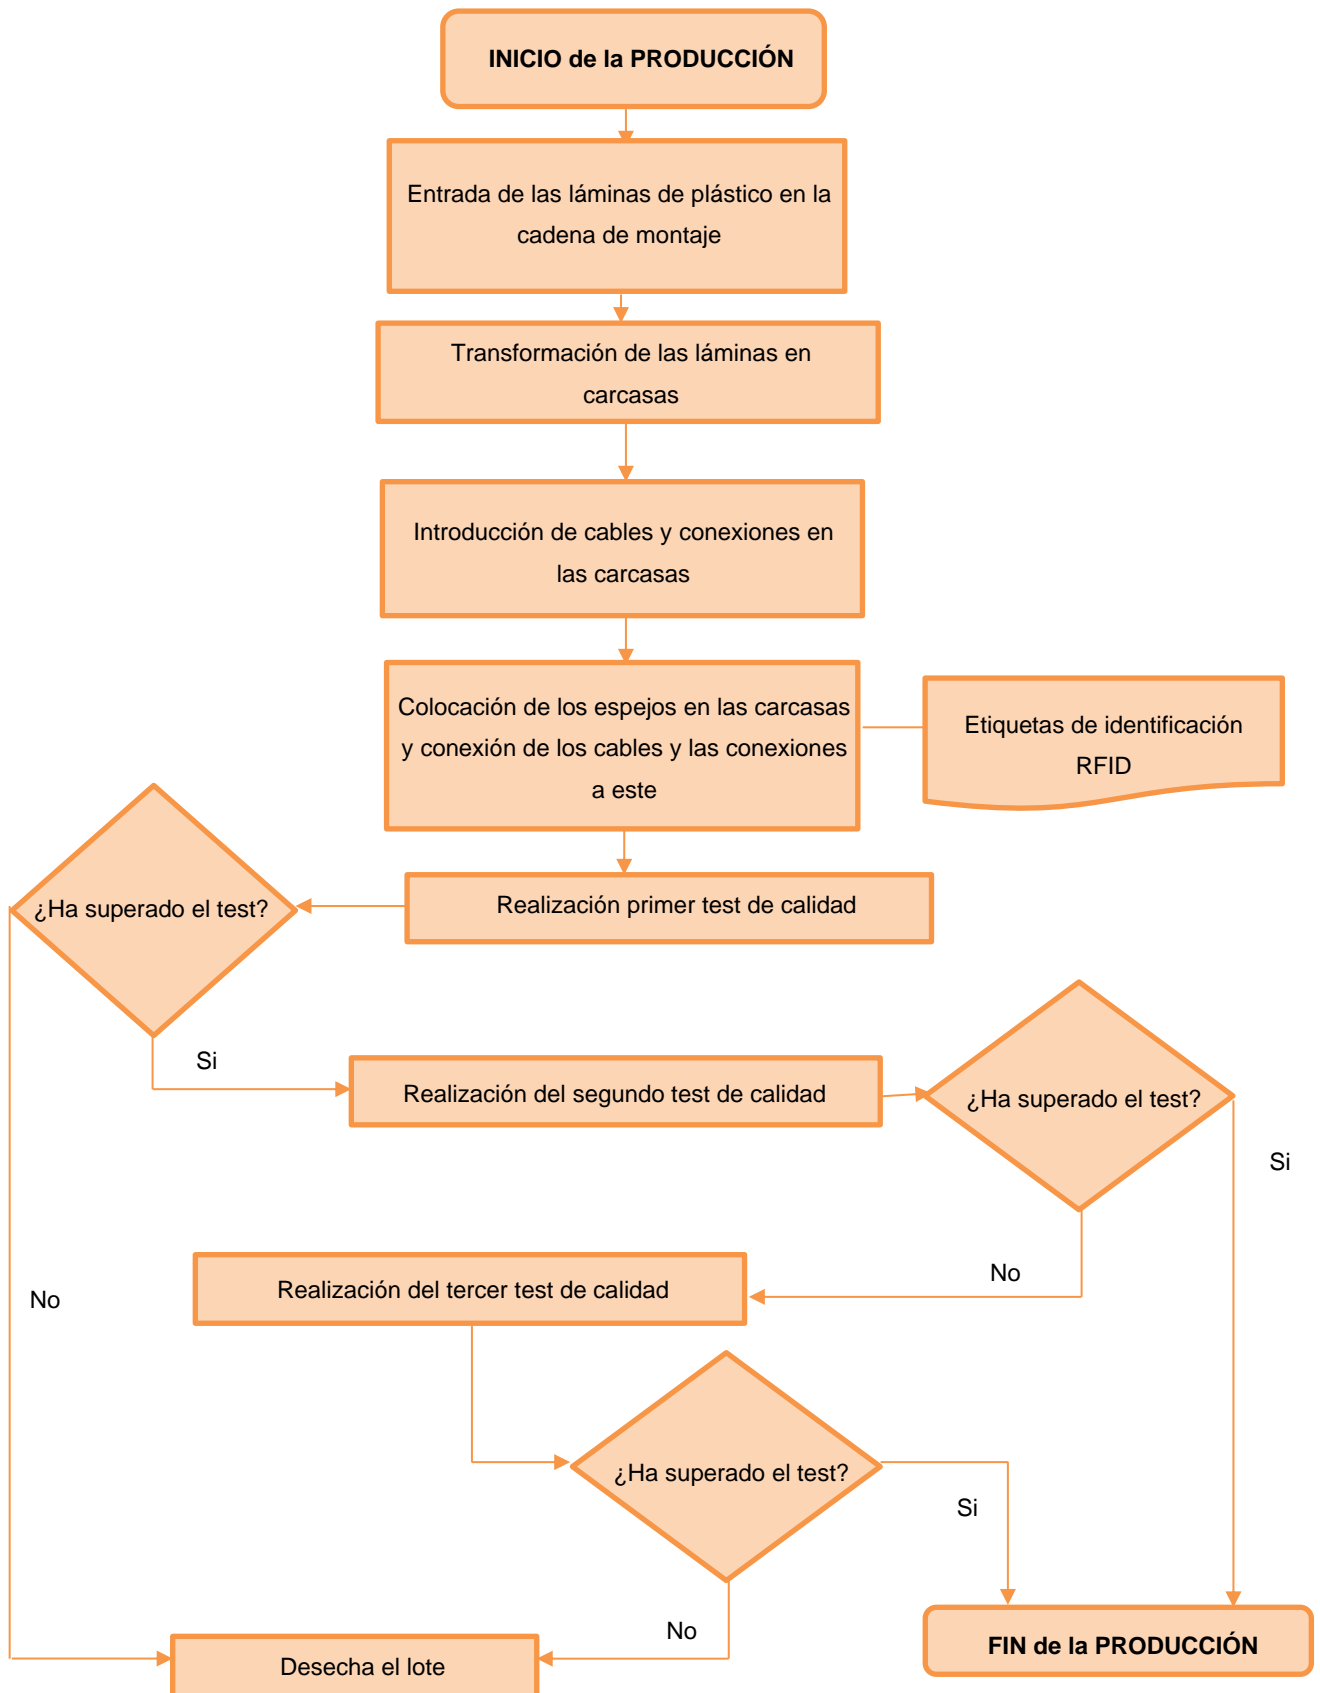 INICIO de la PRODUCCIÓN
Entrada de las láminas de plástico en la
cadena de montaje
Transformación de las láminas en
carcasas
Introducción de cables y conexiones en
las carcasas
Colocación de los espejos en las carcasas
y conexión de los cables y las conexiones
a este
Etiquetas de identificación
RFID
Realización primer test de calidad
¿Ha superado el test?
Si
Realización del segundo test de calidad
¿Ha superado el test?
Si
No
No
Realización del tercer test de calidad
¿Ha superado el test?
Si
No
Desecha el lote
FIN de la PRODUCCIÓN